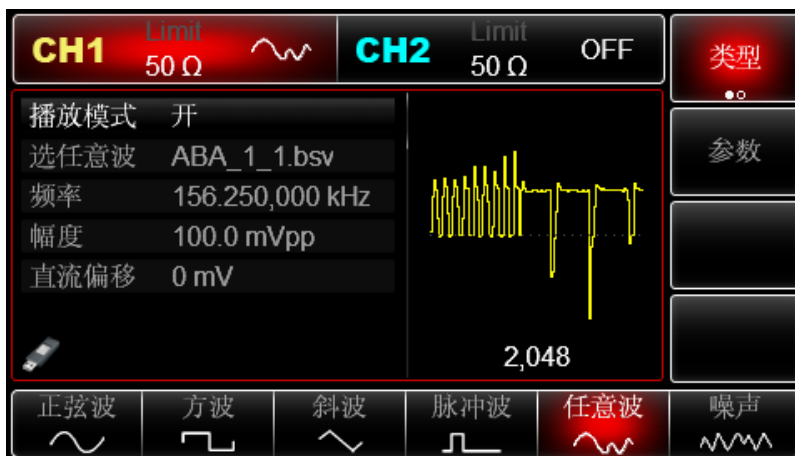 CH1 Limit 50 Ω
CH2 Limit 50 Ω OFF
类型
播放模式 开
选任意波 ABA_1_1.bsv
频率 156.250,000 kHz
幅度 100.0 mVpp
直流偏移 0 mV
2,048
参数
正弦波 方波 斜波 脉冲波 任意波 噪声